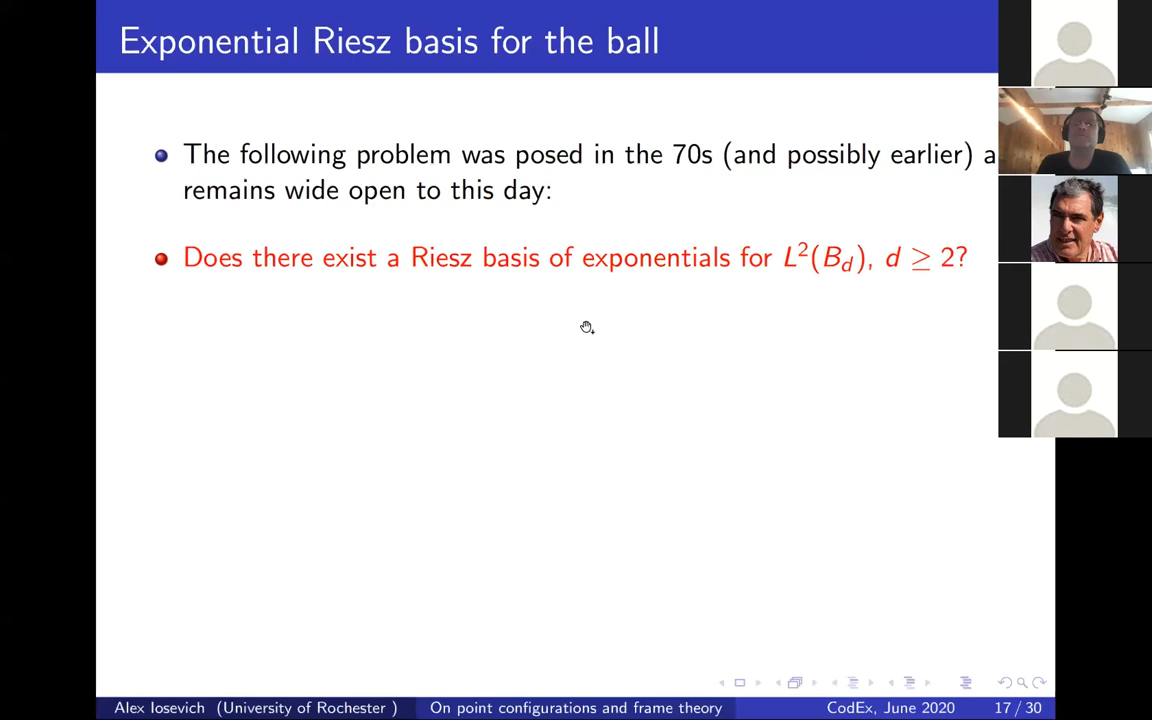 Exponential Riesz basis for the ball
The following problem was posed in the 70s (and possibly earlier) a
remains wide open to this day:
Does there exist a Riesz basis of exponentials for L²(B_d), d ≥ 2?
Alex Iosevich (University of Rochester ) On point configurations and frame theory CodEx, June 2020 17 / 30